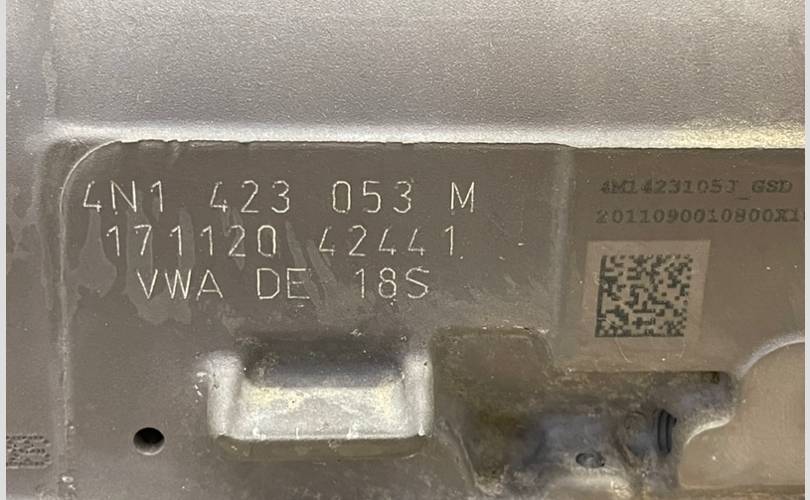 4N1 423 053 M
171120 42441
VWA DE 18S
4M1423105J_GSD
2011090010800X1